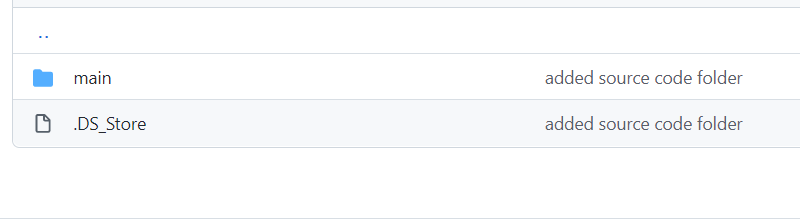 ..
main added source code folder
.DS_Store added source code folder